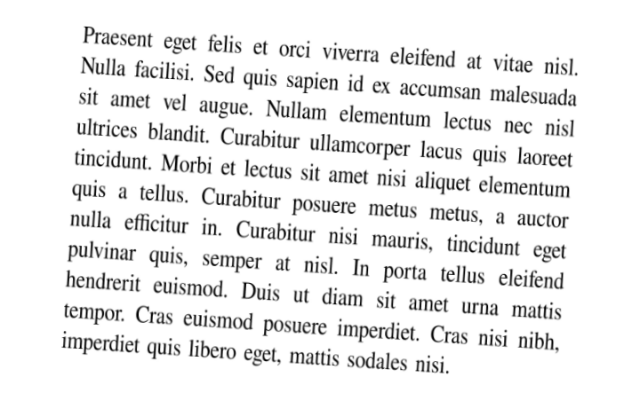 Praesent eget felis et orci viverra eleifend at vitae nisl.
Nulla facilisi. Sed quis sapien id ex accumsan malesuada
sit amet vel augue. Nullam elementum lectus nec nisl
ultrices blandit. Curabitur ullamcorper lacus quis laoreet
tincidunt. Morbi et lectus sit amet nisi aliquet elementum
quis a tellus. Curabitur posuere metus metus, a auctor
nulla efficitur in. Curabitur nisi mauris, tincidunt eget
pulvinar quis, semper at nisl. In porta tellus eleifend
hendrerit euismod. Duis ut diam sit amet urna mattis
tempor. Cras euismod posuere imperdiet. Cras nisi nibh,
imperdiet quis libero eget, mattis sodales nisi.